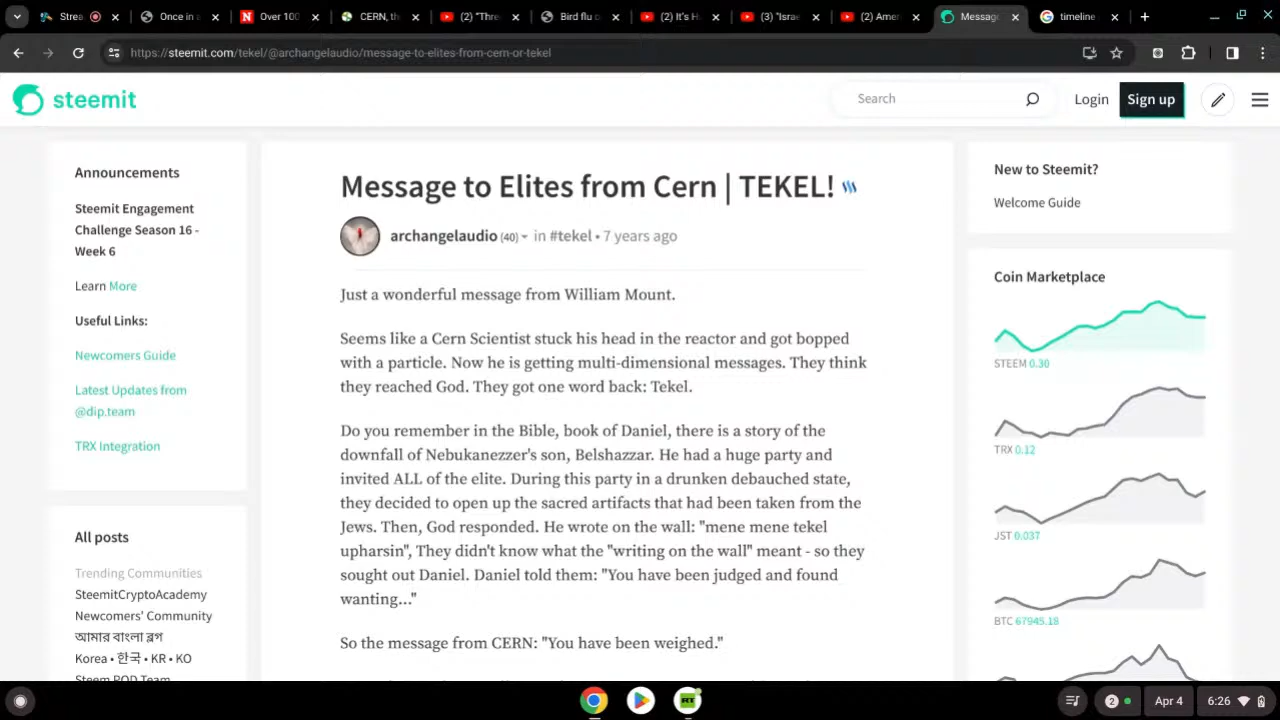 Strea
Once in a
Over 100
CERN, th
(2) "Thre
Bird flu o
(2) It's H
(3) "Israe
(2) Amer
Messag
timeline
https://steemit.com/tekel/@archangelaudio/message-to-elites-from-cern-or-tekel
steemit
Search
Login
Sign up
Announcements
Steemit Engagement
Challenge Season 16 -
Week 6
Learn More
Useful Links:
Newcomers Guide
Latest Updates from
@dip.team
TRX Integration
All posts
Trending Communities
SteemitCryptoAcademy
Newcomers' Community
আমার বাংলা ব্লগ
Korea • 한국 • KR • KO
Steem POD Team
Message to Elites from Cern | TEKEL!
archangelaudio (40) in #tekel • 7 years ago
Just a wonderful message from William Mount.
Seems like a Cern Scientist stuck his head in the reactor and got bopped
with a particle. Now he is getting multi-dimensional messages. They think
they reached God. They got one word back: Tekel.
Do you remember in the Bible, book of Daniel, there is a story of the
downfall of Nebukanezzer's son, Belshazzar. He had a huge party and
invited ALL of the elite. During this party in a drunken debauched state,
they decided to open up the sacred artifacts that had been taken from the
Jews. Then, God responded. He wrote on the wall: "mene mene tekel
upharsin", They didn't know what the "writing on the wall" meant - so they
sought out Daniel. Daniel told them: "You have been judged and found
wanting..."
So the message from CERN: "You have been weighed."
New to Steemit?
Welcome Guide
Coin Marketplace
STEEM 0.30
TRX 0.12
JST 0.037
BTC 67945.18
RT
2
Apr 4
6:26